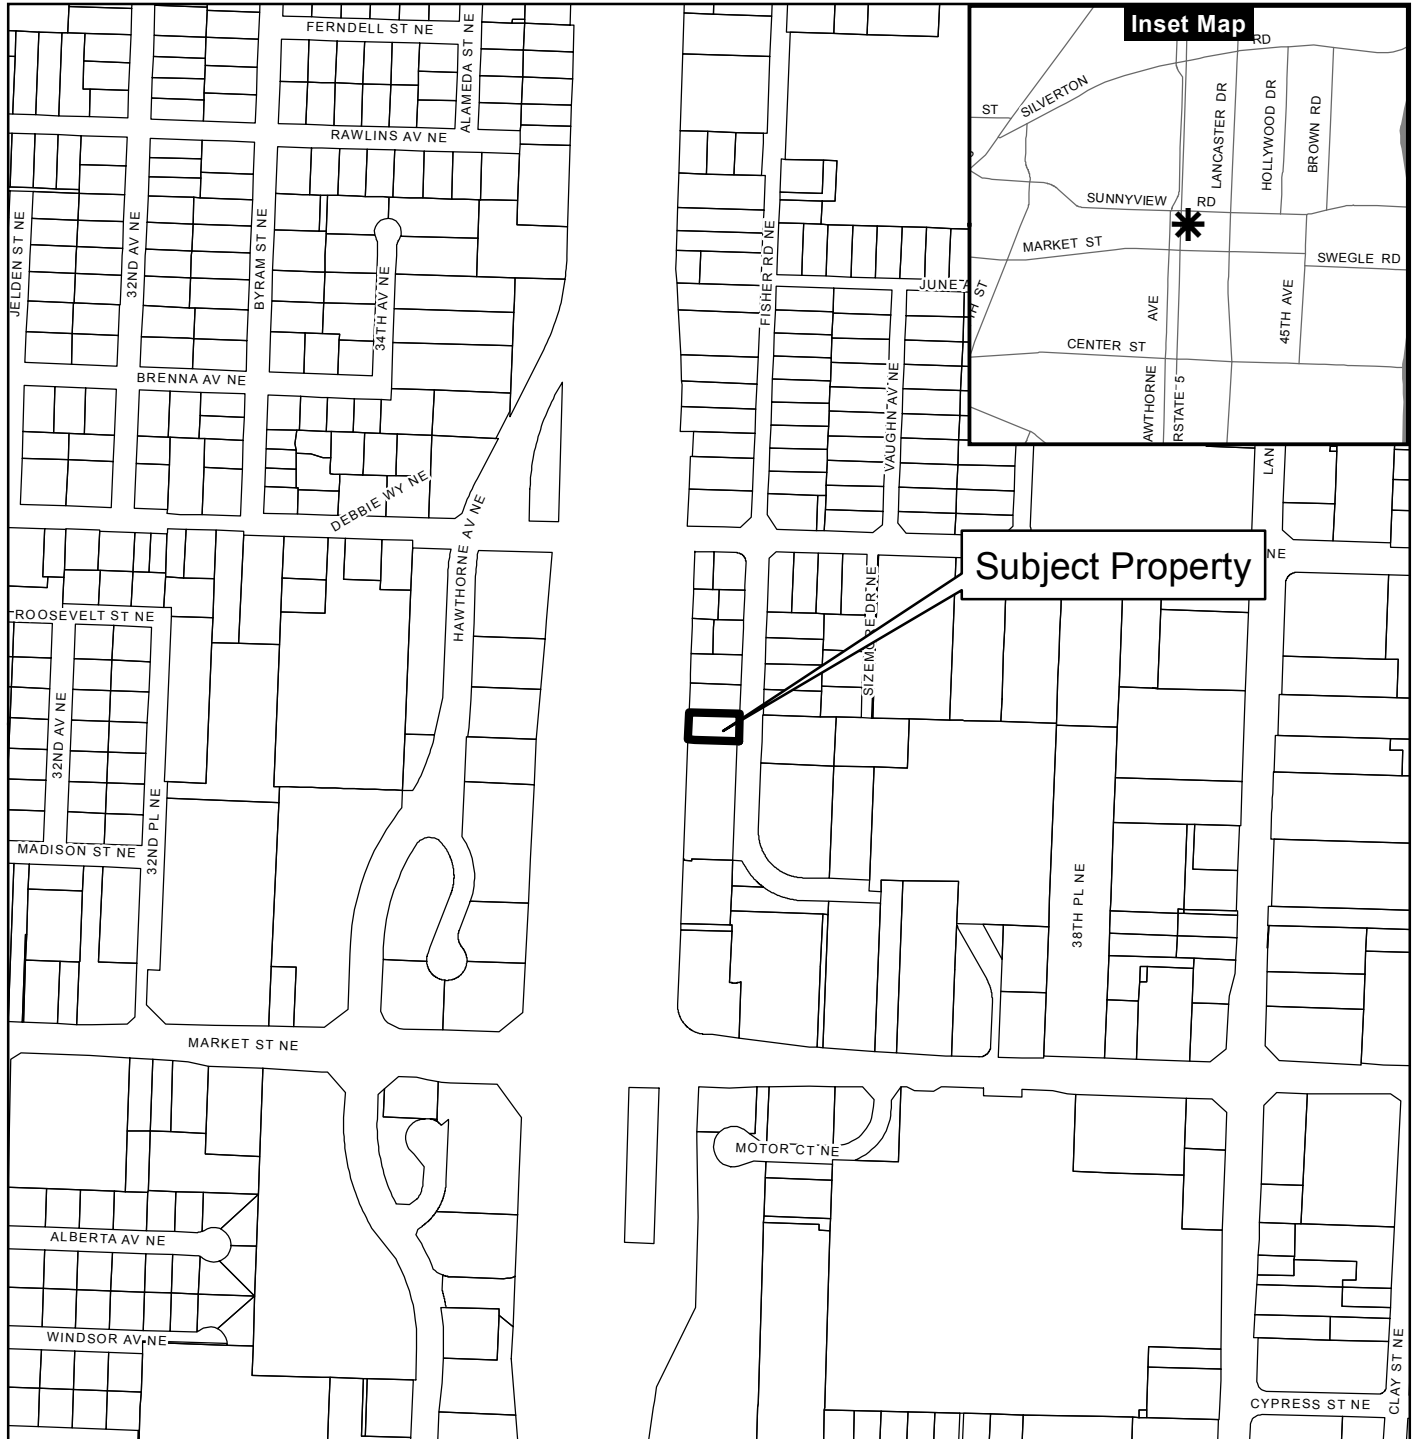 FERNDELL ST NE
ALAMEDA ST NE
RAWLINS AV NE
JELDEN ST NE
32ND AV NE
BYRAM ST NE
34TH AV NE
BRENNA AV NE
DEBBIE WY NE
HAWTHORNE AV NE
FISHER RD NE
JUNE A
VAUGHN AV NE
Inset Map
RD
SILVERTON
ST
LANCASTER DR
HOLLYWOOD DR
BROWN RD
SUNNYVIEW
RD
MARKET ST
SWEGLE RD
TH ST
AVE
45TH AVE
CENTER ST
AWTHORNE
RSTATE 5
LAN
NE
Subject Property
SIZEMORE DR NE
ROOSEVELT ST NE
32ND AV NE
32ND PL NE
MADISON ST NE
38TH PL NE
MARKET ST NE
MOTOR CT NE
ALBERTA AV NE
WINDSOR AV NE
CLAY ST NE
CYPRESS ST NE